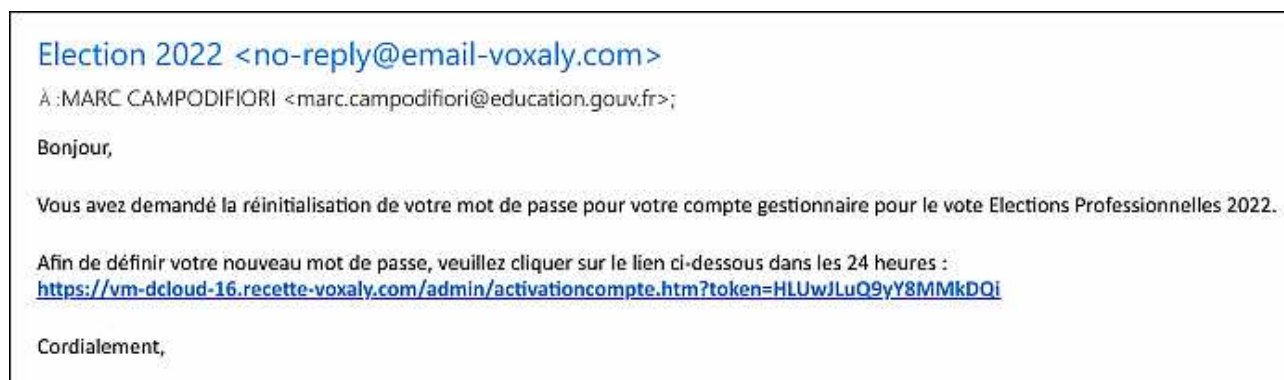 Election 2022 <no-reply@email-voxaly.com>
À :MARC CAMPODIFIORI <marc.campodifiori@education.gouv.fr>;
Bonjour,
Vous avez demandé la réinitialisation de votre mot de passe pour votre compte gestionnaire pour le vote Elections Professionnelles 2022.
Afin de définir votre nouveau mot de passe, veuillez cliquer sur le lien ci-dessous dans les 24 heures :
https://vm-dcloud-16.recette-voxaly.com/admin/activationcompte.htm?token=HLUwJLuQ9yY8MMkDQi
Cordialement,